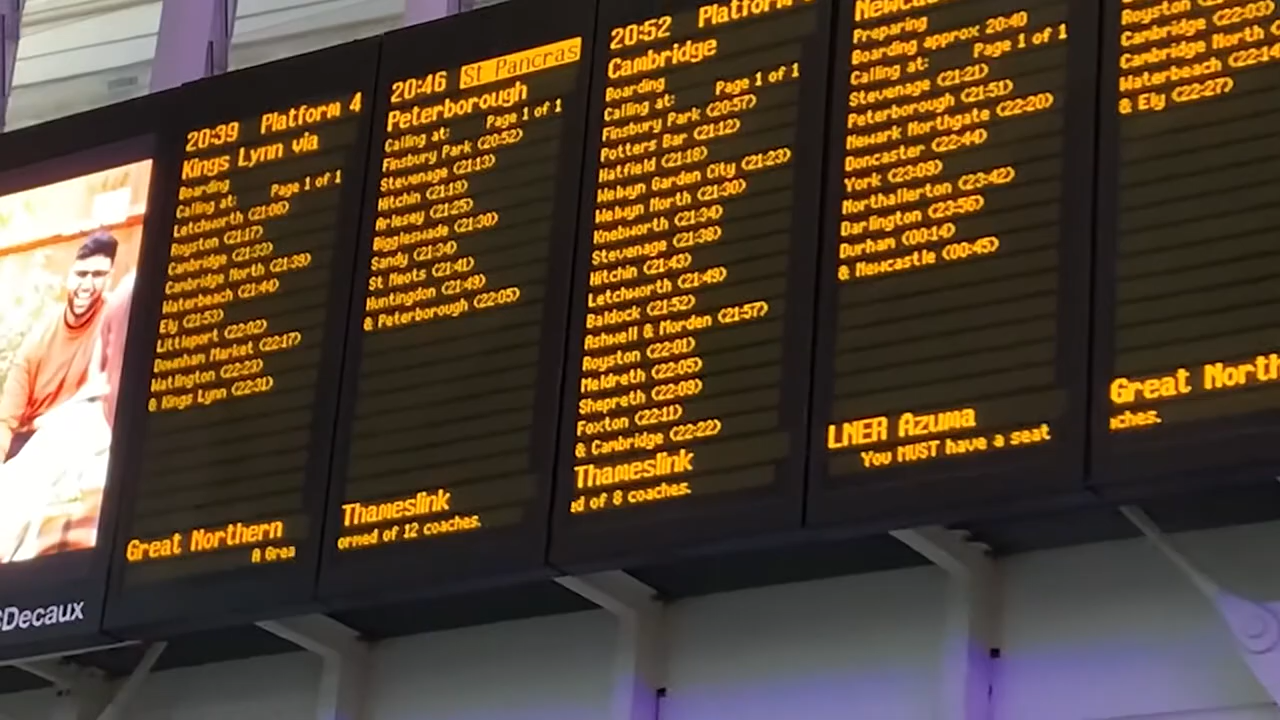 20:39 Platform 4
Kings Lynn via
Boarding
Page 1 of 1
Calling at:
Letchworth (21:06)
Royston (21:17)
Cambridge (21:33)
Cambridge North (21:39)
Waterbeach (21:44)
Ely (21:53)
Littleport (22:02)
Downham Market (22:17)
Watlington (22:23)
& Kings Lynn (22:31)
Great Northern
A Grea
Decaux
20:46 St Pancras
Peterborough
Calling at: Page 1 of 1
Finsbury Park (20:52)
Stevenage (21:13)
Hitchin (21:19)
Arlesey (21:25)
Biggleswade (21:30)
Sandy (21:34)
St Neots (21:41)
Huntingdon (21:49)
& Peterborough (22:05)
Thameslink
ormed of 12 coaches.
20:52 Platform
Cambridge
Boarding
Calling at: Page 1 of 1
Finsbury Park (20:57)
Potters Bar (21:12)
Hatfield (21:18)
Welwyn Garden City (21:23)
Welwyn North (21:30)
Knebworth (21:34)
Stevenage (21:38)
Hitchin (21:43)
Letchworth (21:49)
Baldock (21:52)
Ashwell & Morden (21:57)
Royston (22:01)
Meldreth (22:05)
Shepreth (22:09)
Foxton (22:11)
& Cambridge (22:22)
Thameslink
ed of 8 coaches.
Newcas
Preparing
Boarding approx 20:40
Calling at: Page 1 of 1
Stevenage (21:21)
Peterborough (21:51)
Newark Northgate (22:20)
Doncaster (22:44)
York (23:09)
Northallerton (23:42)
Darlington (23:56)
Durham (00:14)
& Newcastle (00:45)
LNER Azuma
You MUST have a seat
Royston
Cambridge (22:03)
Cambridge North
Waterbeach (22:14
& Ely (22:27)
Great North
ches.